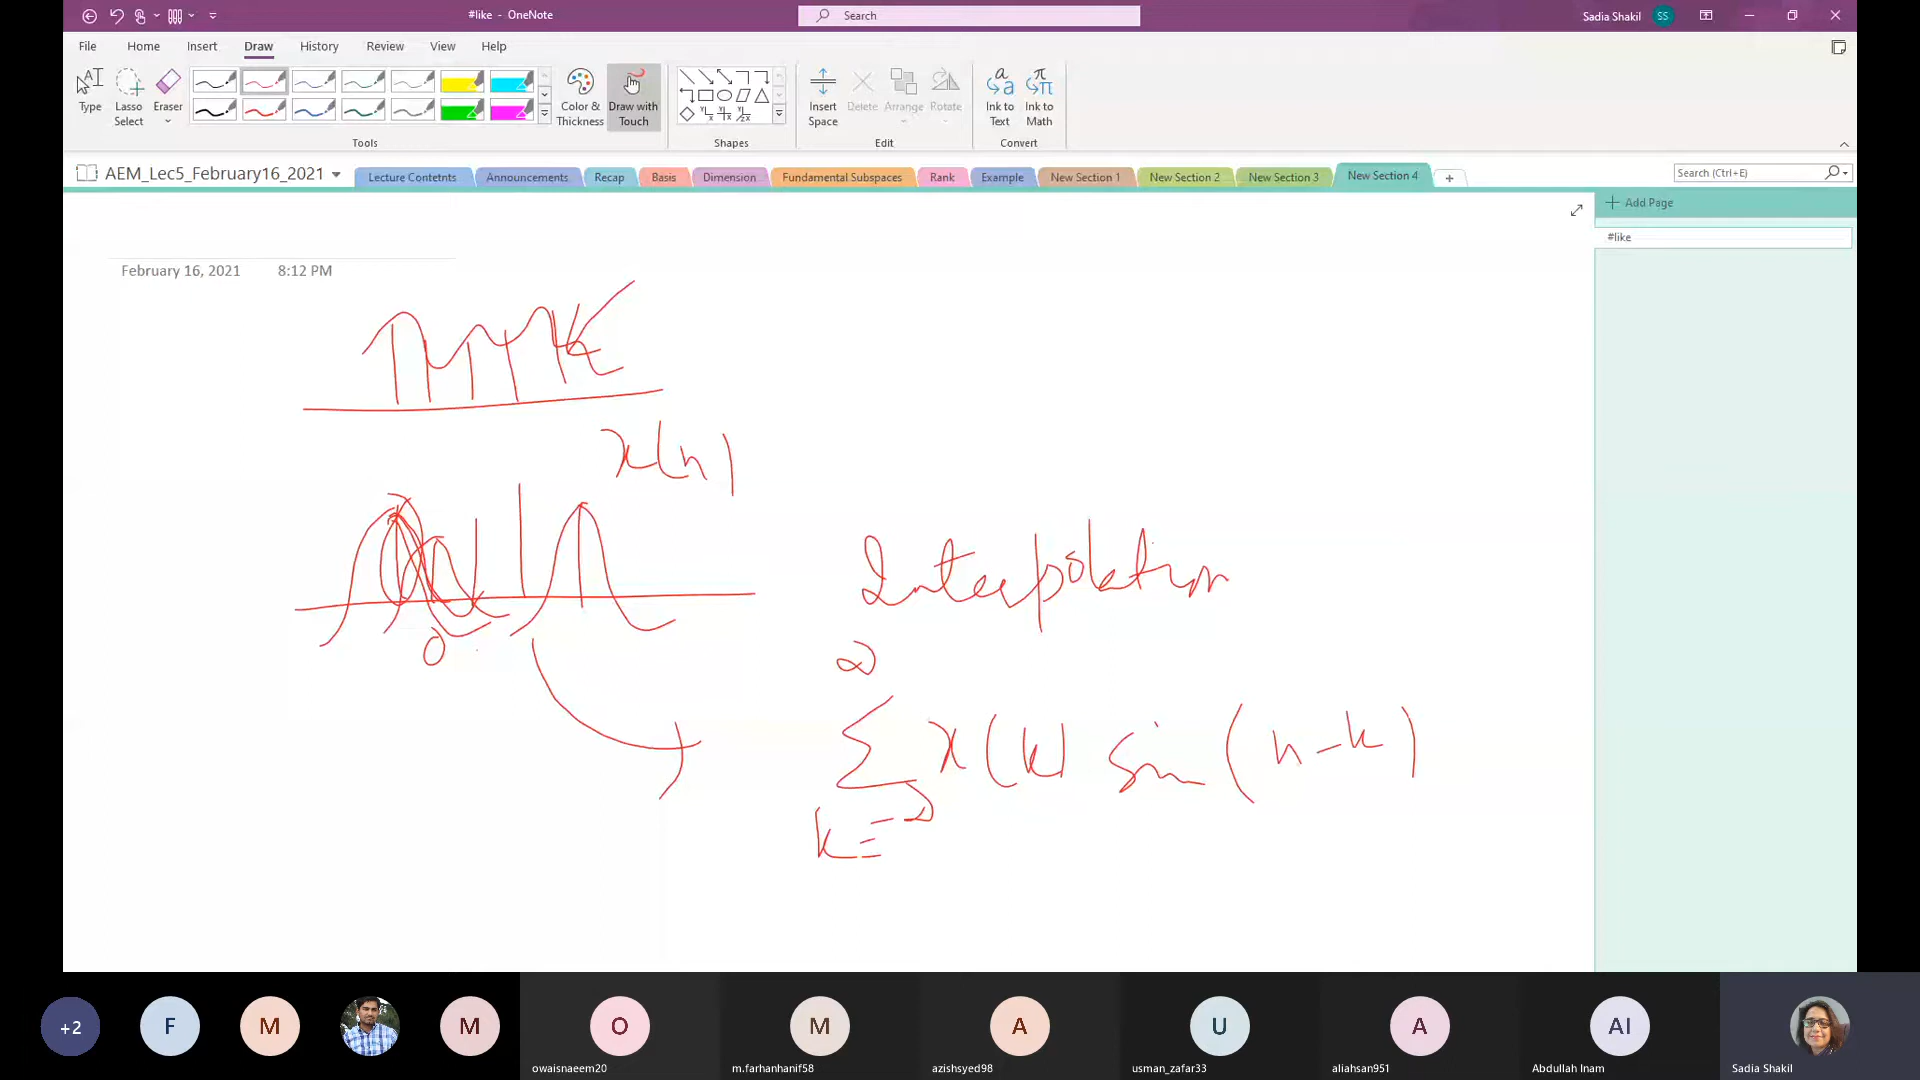 #like - OneNote
Search
Sadia Shakil SS
File Home Insert Draw History Review View Help
Type
Lasso Select
Eraser
Color & Thickness
Draw with Touch
Insert Space
Delete
Arrange
Rotate
Ink to Text
Ink to Math
Tools
Shapes
Edit
Convert
AEM_Lec5_February16_2021
Lecture Contetnts
Announcements
Recap
Basis
Dimension
Fundamental Subspaces
Rank
Example
New Section 1
New Section 2
New Section 3
New Section 4
Search (Ctrl+E)
Add Page
#like
February 16, 2021 8:12 PM
x(n)
Interpolation
0
∞
∑ x(k) sin(n-k)
k=-∞
+2
F
M
M
O
M
A
U
A
AI
owaisnaeem20
m.farhanhanif58
azishsyed98
usman_zafar33
aliahsan951
Abdullah Inam
Sadia Shakil